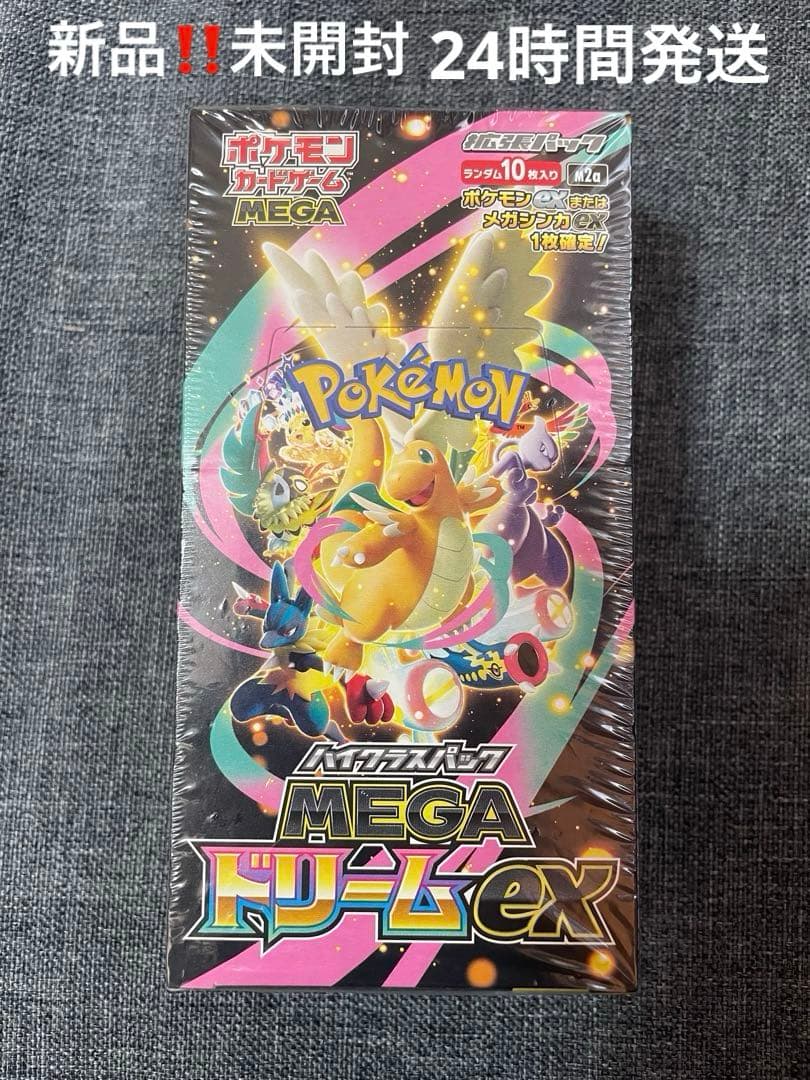 新品‼️未開封 24時間発送
ポケモン
カードゲーム
MEGA
拡張パック
ランダム10枚入り M2a
ポケモンexまたは
メガシンカex
1枚確定!
POKÉMON
ハイクラスパック
MEGA
ドリームex